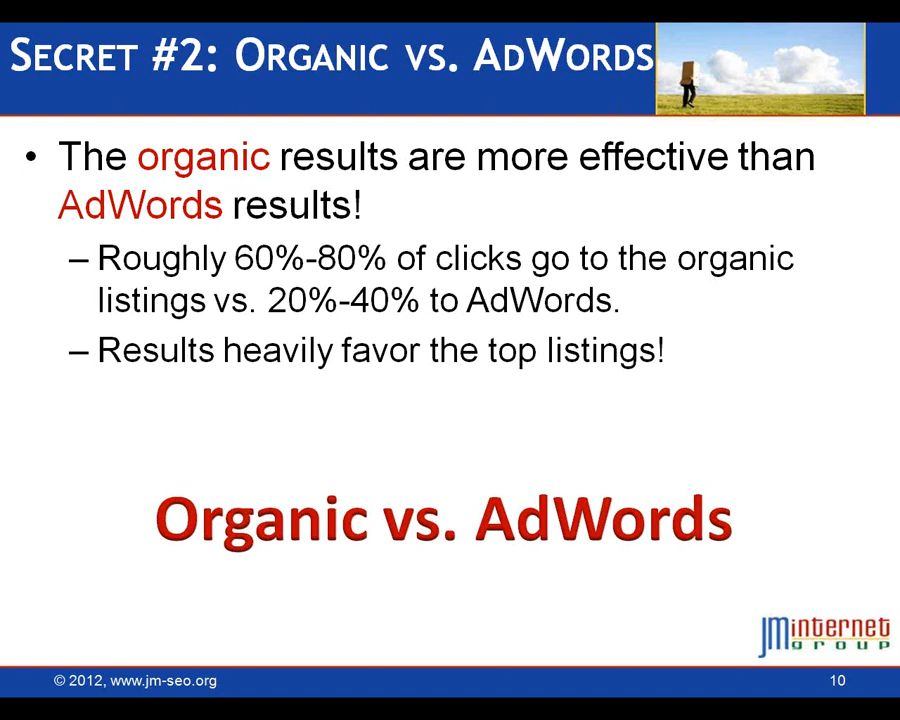 SECRET #2: ORGANIC VS. ADWORDS
• The organic results are more effective than
AdWords results!
– Roughly 60%-80% of clicks go to the organic
listings vs. 20%-40% to AdWords.
– Results heavily favor the top listings!
Organic vs. AdWords
JMinternet
group
© 2012, www.jm-seo.org
10